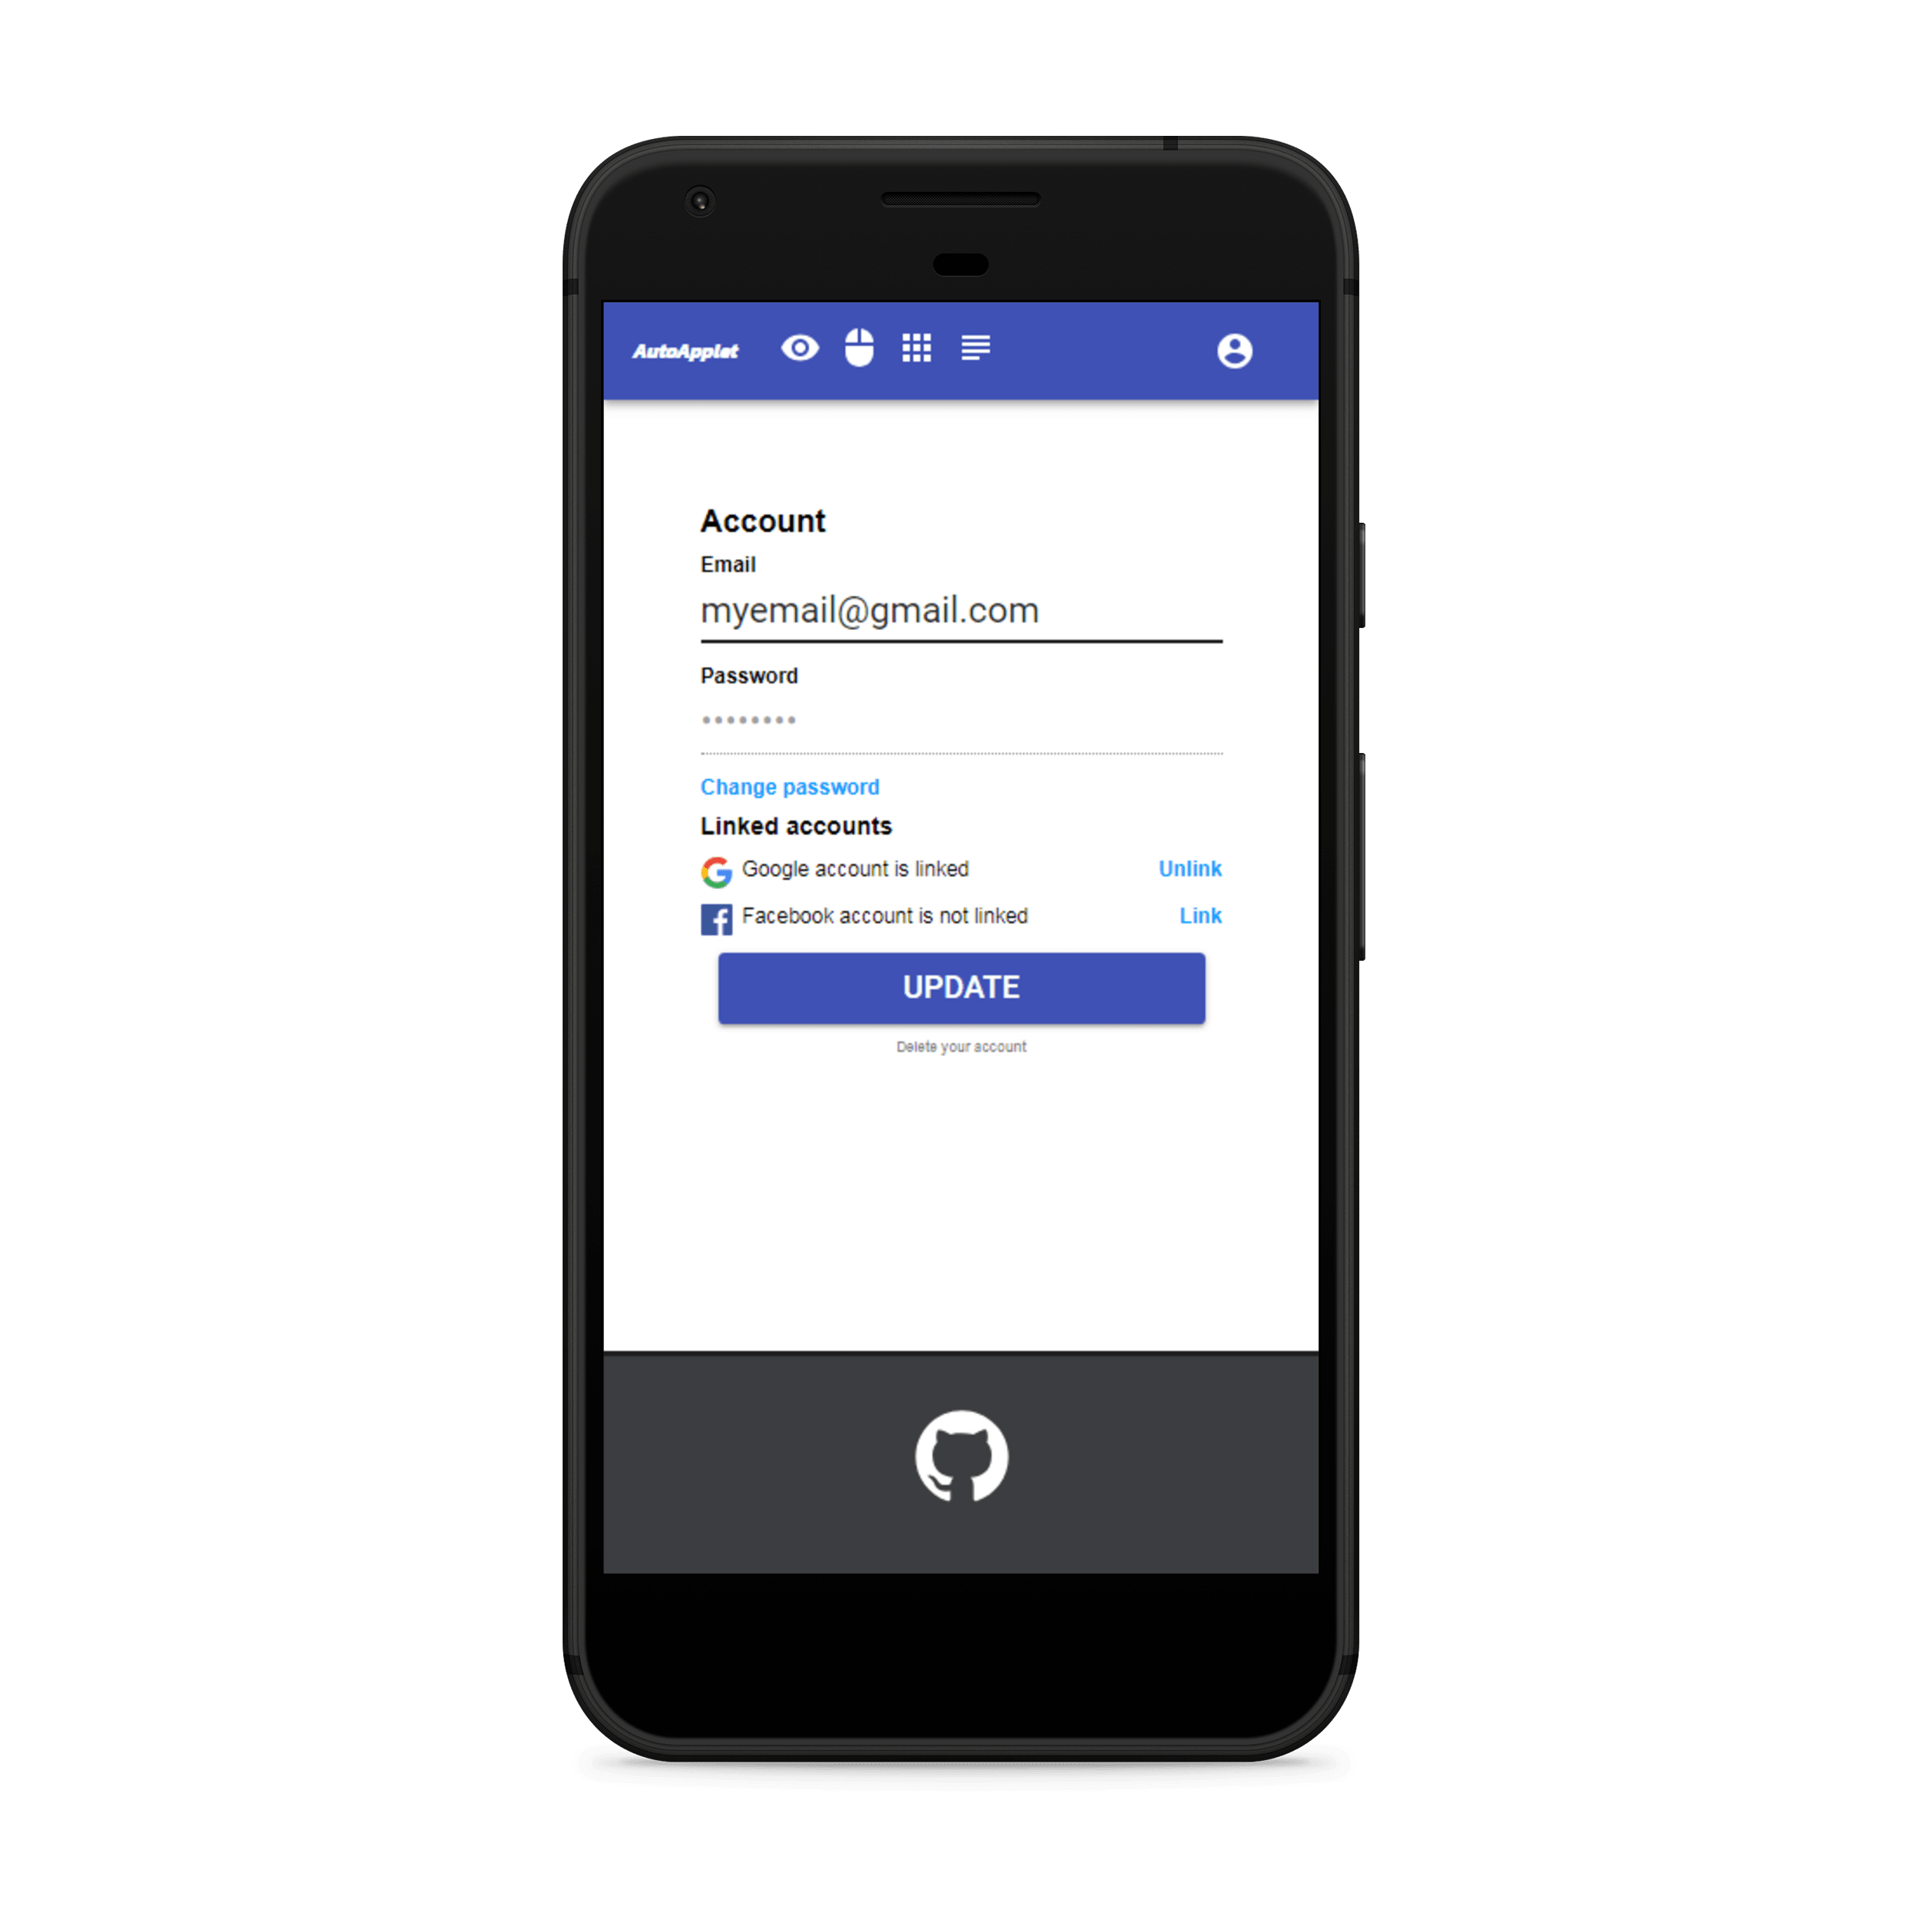 AutoApplet
Account
Email
myemail@gmail.com
Password
••••••••
Change password
Linked accounts
Google account is linked Unlink
Facebook account is not linked Link
UPDATE
Delete your account